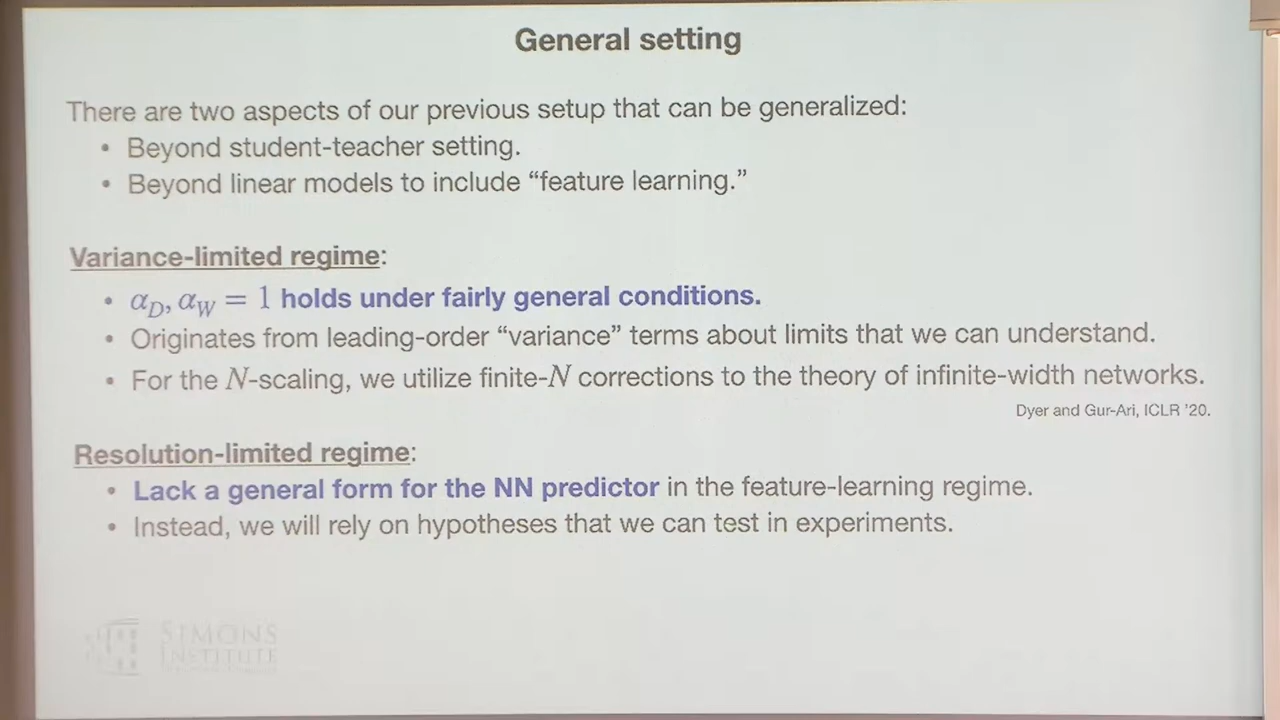 General setting
There are two aspects of our previous setup that can be generalized:
• Beyond student-teacher setting.
• Beyond linear models to include “feature learning.”
Variance-limited regime:
• α_D, α_W = 1 holds under fairly general conditions.
• Originates from leading-order “variance” terms about limits that we can understand.
• For the N-scaling, we utilize finite-N corrections to the theory of infinite-width networks.
Dyer and Gur-Ari, ICLR ’20.
Resolution-limited regime:
• Lack a general form for the NN predictor in the feature-learning regime.
• Instead, we will rely on hypotheses that we can test in experiments.
SIMONS
INSTITUTE